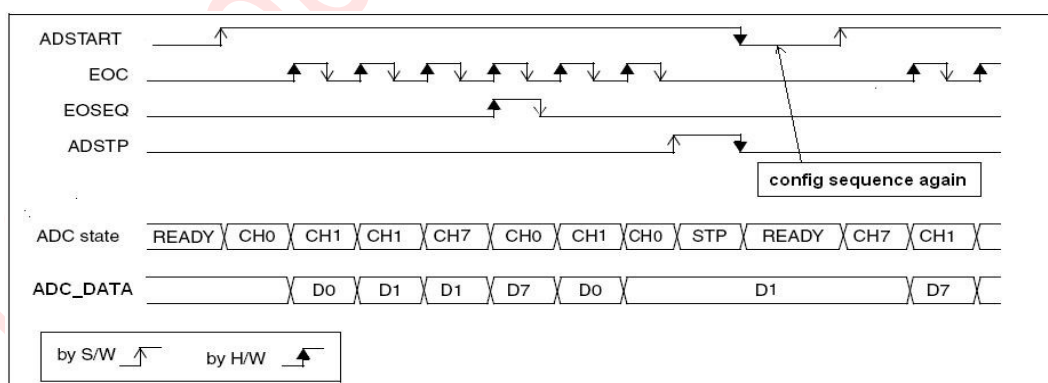 ADSTART
EOC
EOSEQ
ADSTP
config sequence again
ADC state READY CH0 CH1 CH1 CH7 CH0 CH1 CH0 STP READY CH7 CH1
ADC_DATA D0 D1 D1 D7 D0 D1 D7
by S/W by H/W